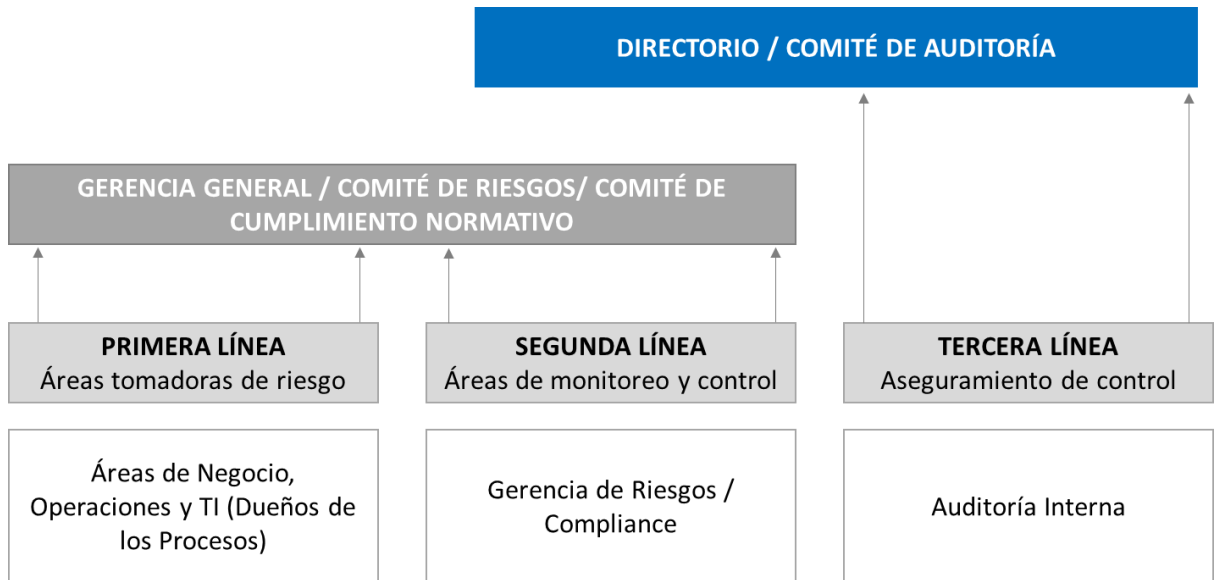 DIRECTORIO / COMITÉ DE AUDITORÍA
GERENCIA GENERAL / COMITÉ DE RIESGOS/ COMITÉ DE
CUMPLIMIENTO NORMATIVO
PRIMERA LÍNEA
Áreas tomadoras de riesgo
SEGUNDA LÍNEA
Áreas de monitoreo y control
TERCERA LÍNEA
Aseguramiento de control
Áreas de Negocio,
Operaciones y TI (Dueños de
los Procesos)
Gerencia de Riesgos /
Compliance
Auditoría Interna